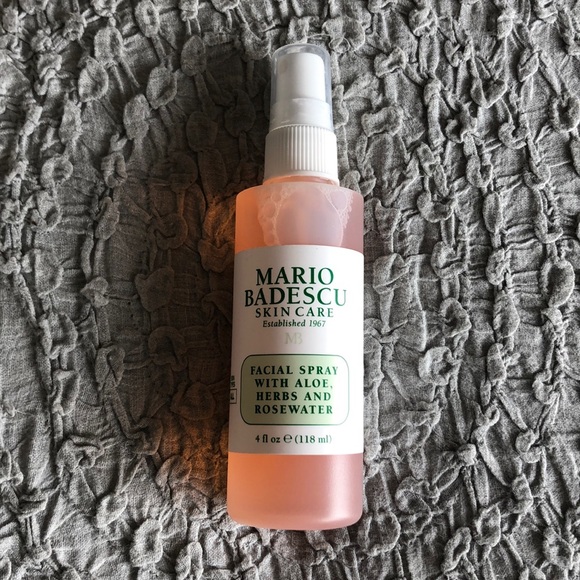 MARIO
BADESCU
SKIN CARE
Established 1967
MB
FACIAL SPRAY
WITH ALOE,
HERBS AND
ROSEWATER
4 fl oz ℮ (118 ml)